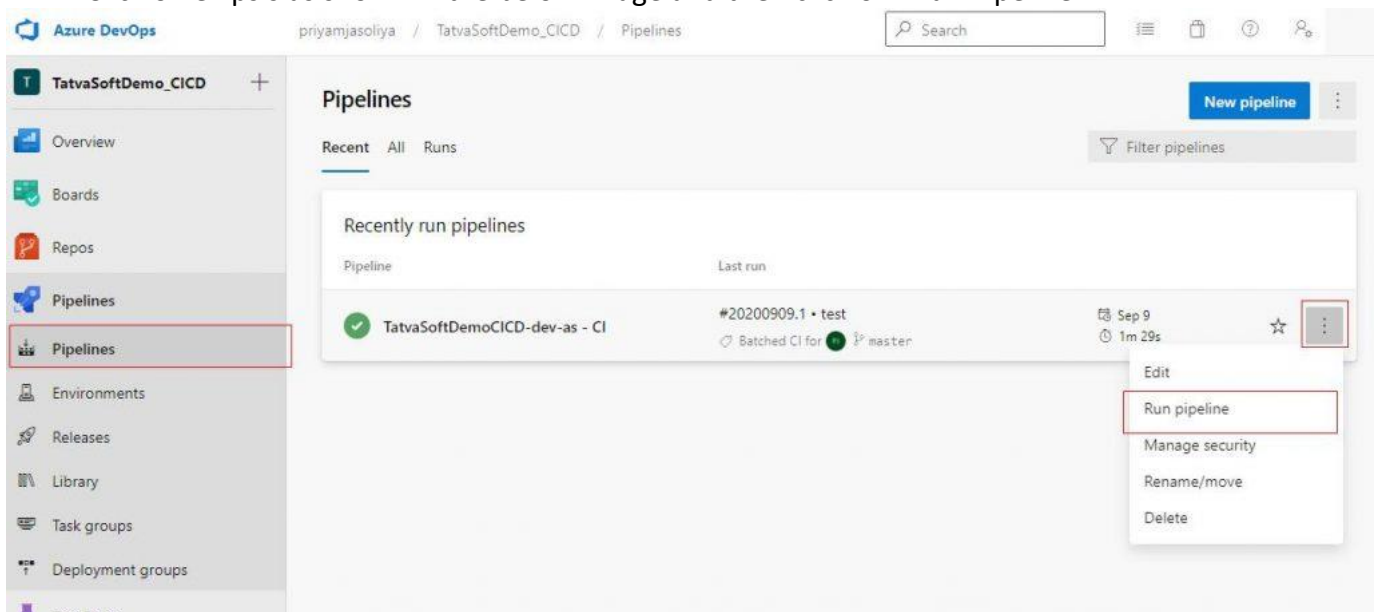 Azure DevOps
priyamjasoliya / TatvaSoftDemo_CICD / Pipelines
Search
T TatvaSoftDemo_CICD +
Overview
Boards
Repos
Pipelines
Pipelines
Environments
Releases
Library
Task groups
Deployment groups
Pipelines
New pipeline
Recent All Runs
Filter pipelines
Recently run pipelines
Pipeline Last run
TatvaSoftDemoCICD-dev-as - CI
#20200909.1 • test
Batched CI for master
Sep 9
1m 29s
Edit
Run pipeline
Manage security
Rename/move
Delete